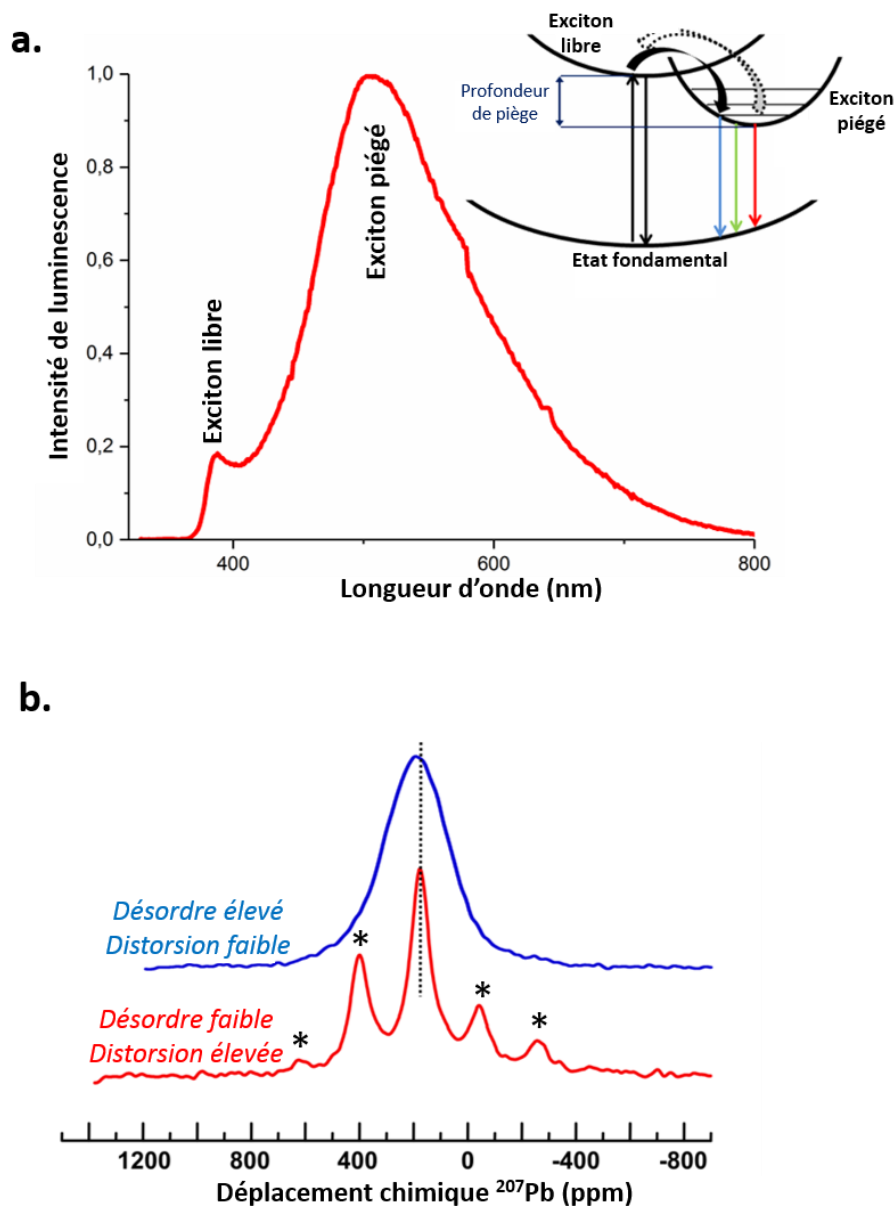 a.
Exciton
libre
Profondeur
de piège
Exciton
piégé
Etat fondamental
1,0
0,8
0,6
0,4
0,2
0,0
Intensité de luminescence
Exciton libre
Exciton piégé
400
600
800
Longueur d'onde (nm)
b.
Désordre élevé
Distorsion faible
Désordre faible
Distorsion élevée
*
*
*
*
1200
800
400
0
-400
-800
Déplacement chimique ²⁰⁷Pb (ppm)